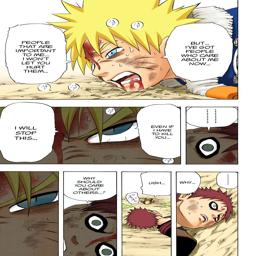 BUT...
I'VE GOT
PEOPLE
WHO CARE
ABOUT ME
NOW...
PEOPLE
THAT ARE
IMPORTANT
TO ME...
I WON'T
LET YOU
HURT
THEM...
EVEN IF
I HAVE
TO KILL
YOU...
I WILL
STOP
THIS...
WHY...
UGH...
WHY
SHOULD YOU
CARE ABOUT
OTHERS...?